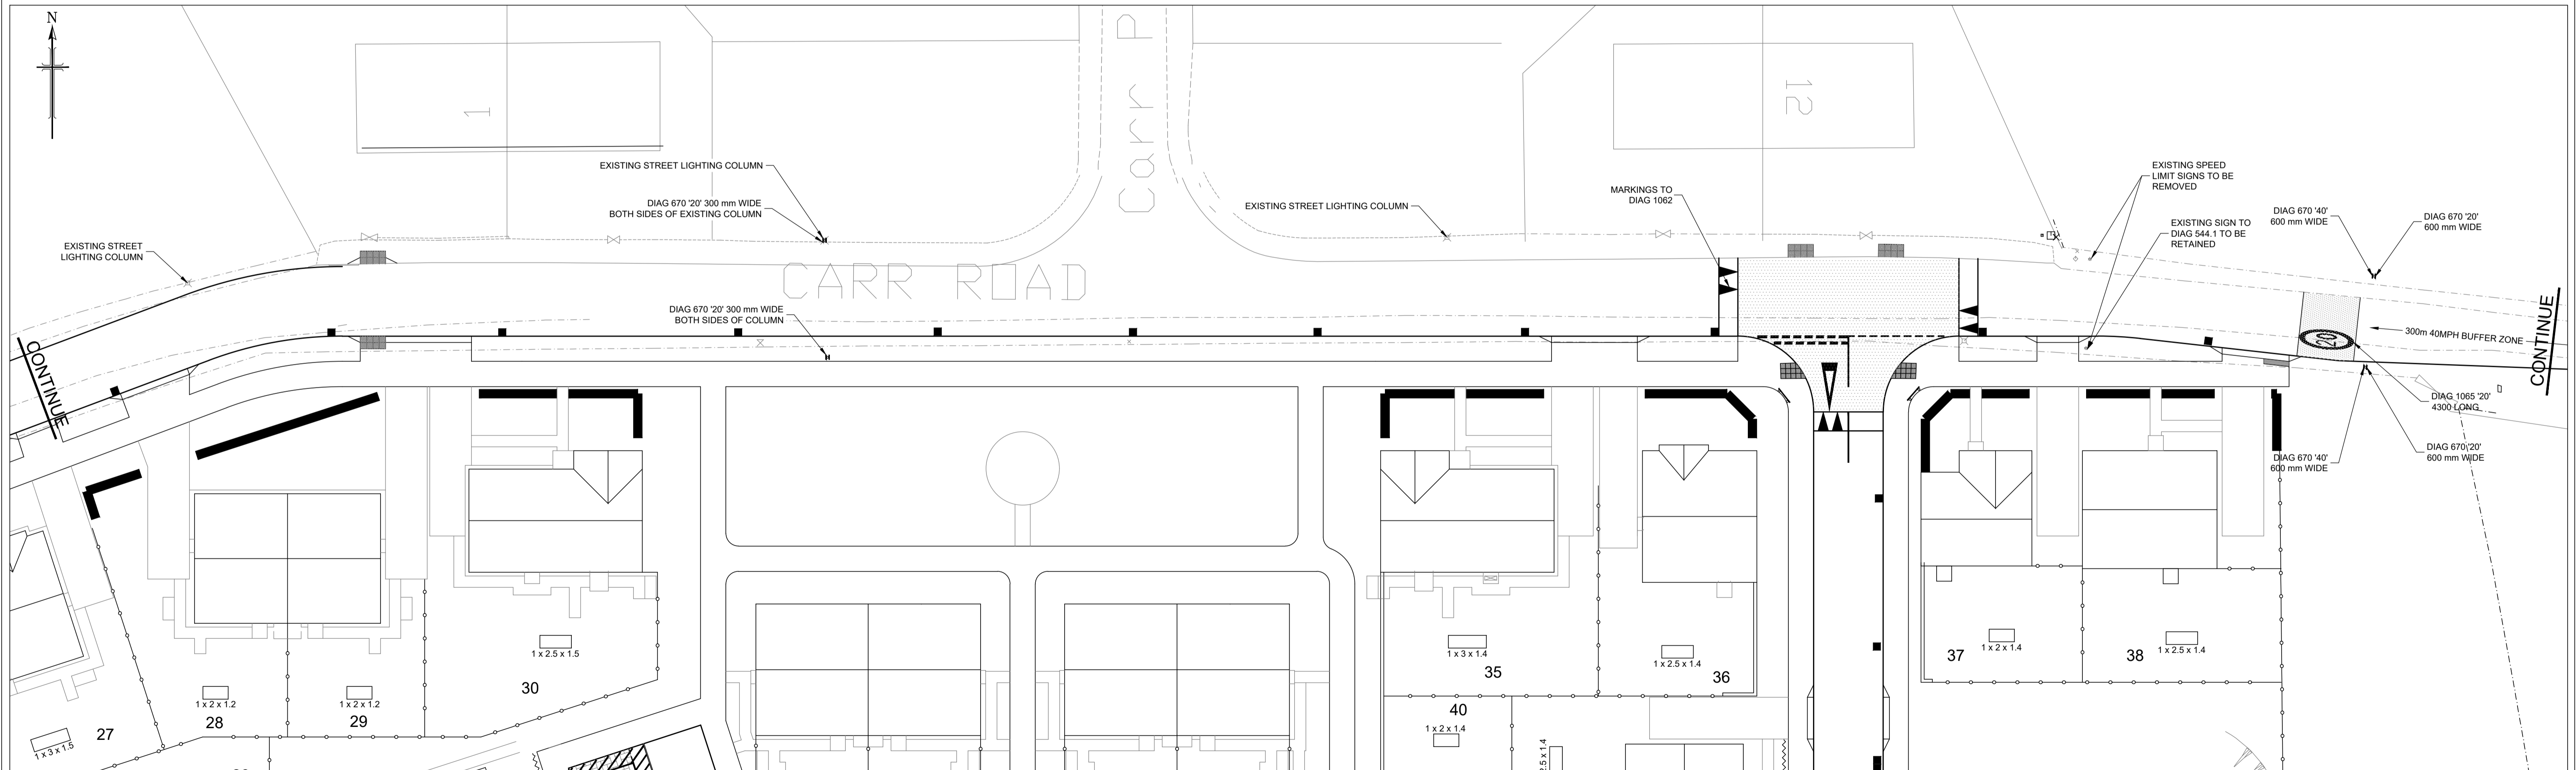 N
1
Corr P
12
EXISTING STREET LIGHTING COLUMN
DIAG 670 '20' 300 mm WIDE
BOTH SIDES OF EXISTING COLUMN
EXISTING STREET LIGHTING COLUMN
MARKINGS TO
DIAG 1062
EXISTING SPEED
LIMIT SIGNS TO BE
REMOVED
EXISTING SIGN TO
DIAG 544.1 TO BE
RETAINED
DIAG 670 '40'
600 mm WIDE
DIAG 670 '20'
600 mm WIDE
EXISTING STREET
LIGHTING COLUMN
CARR ROAD
DIAG 670 '20' 300 mm WIDE
BOTH SIDES OF COLUMN
CONTINUE
20
300m 40MPH BUFFER ZONE
CONTINUE
DIAG 1065 '20'
4300 LONG
DIAG 670 '40'
600 mm WIDE
DIAG 670 '20'
600 mm WIDE
1 x 3 x 1.5
27
1 x 2 x 1.2
28
1 x 2 x 1.2
29
1 x 2.5 x 1.5
30
1 x 3 x 1.4
35
1 x 2.5 x 1.4
36
1 x 2 x 1.4
37
1 x 2.5 x 1.4
38
40
1 x 2 x 1.4
2.5 x 1.4